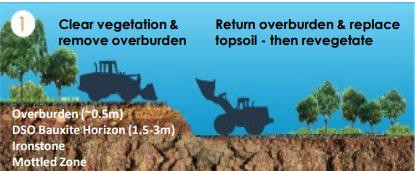 1
Clear vegetation &
remove overburden
Return overburden & replace
topsoil - then revegetate
Overburden (~0.5m)
DSO Bauxite Horizon (1.5-3m)
Ironstone
Mottled Zone